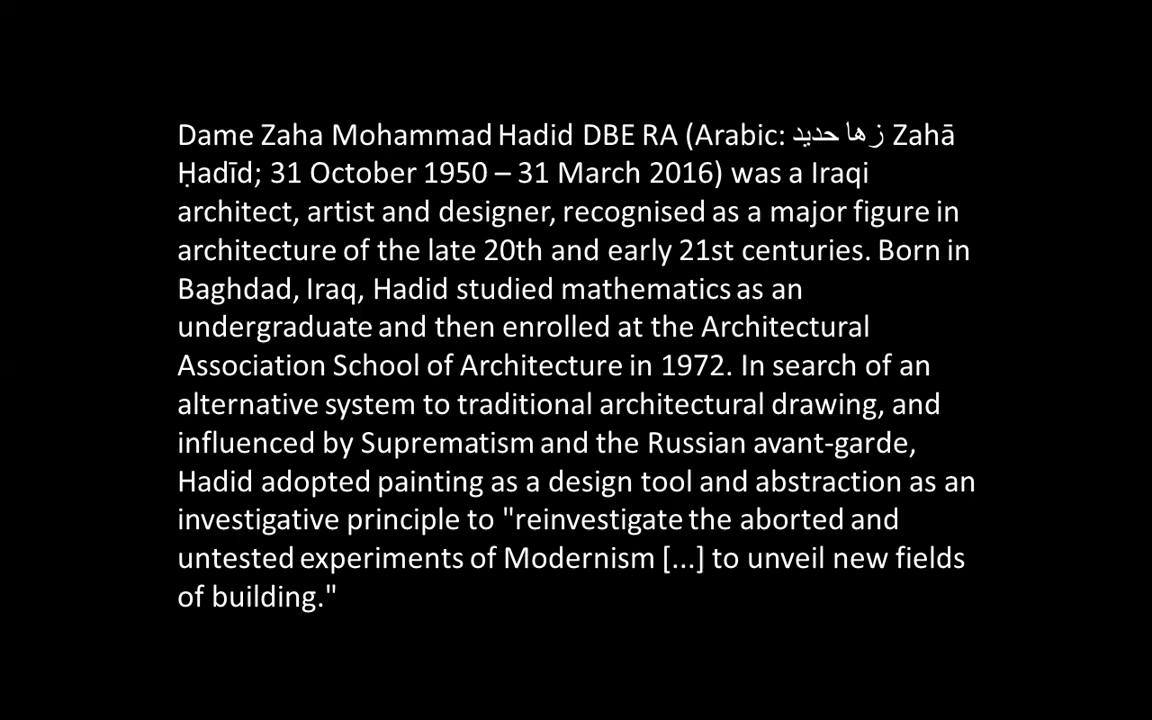 Dame Zaha Mohammad Hadid DBE RA (Arabic: زها حديد Zahā
Ḥadīd; 31 October 1950 – 31 March 2016) was a Iraqi
architect, artist and designer, recognised as a major figure in
architecture of the late 20th and early 21st centuries. Born in
Baghdad, Iraq, Hadid studied mathematics as an
undergraduate and then enrolled at the Architectural
Association School of Architecture in 1972. In search of an
alternative system to traditional architectural drawing, and
influenced by Suprematism and the Russian avant-garde,
Hadid adopted painting as a design tool and abstraction as an
investigative principle to "reinvestigate the aborted and
untested experiments of Modernism [...] to unveil new fields
of building."